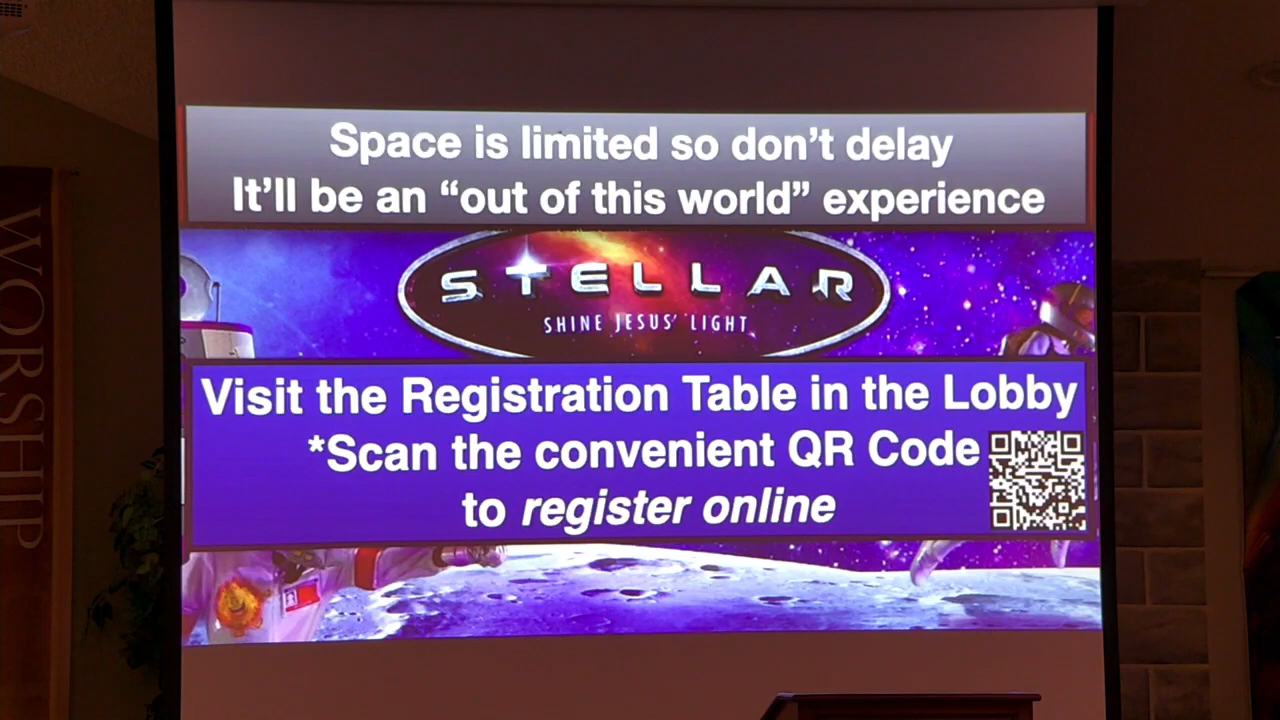 Space is limited so don’t delay
It’ll be an “out of this world” experience
STELLAR
SHINE JESUS’ LIGHT
Visit the Registration Table in the Lobby
*Scan the convenient QR Code
to register online
WORSHIP